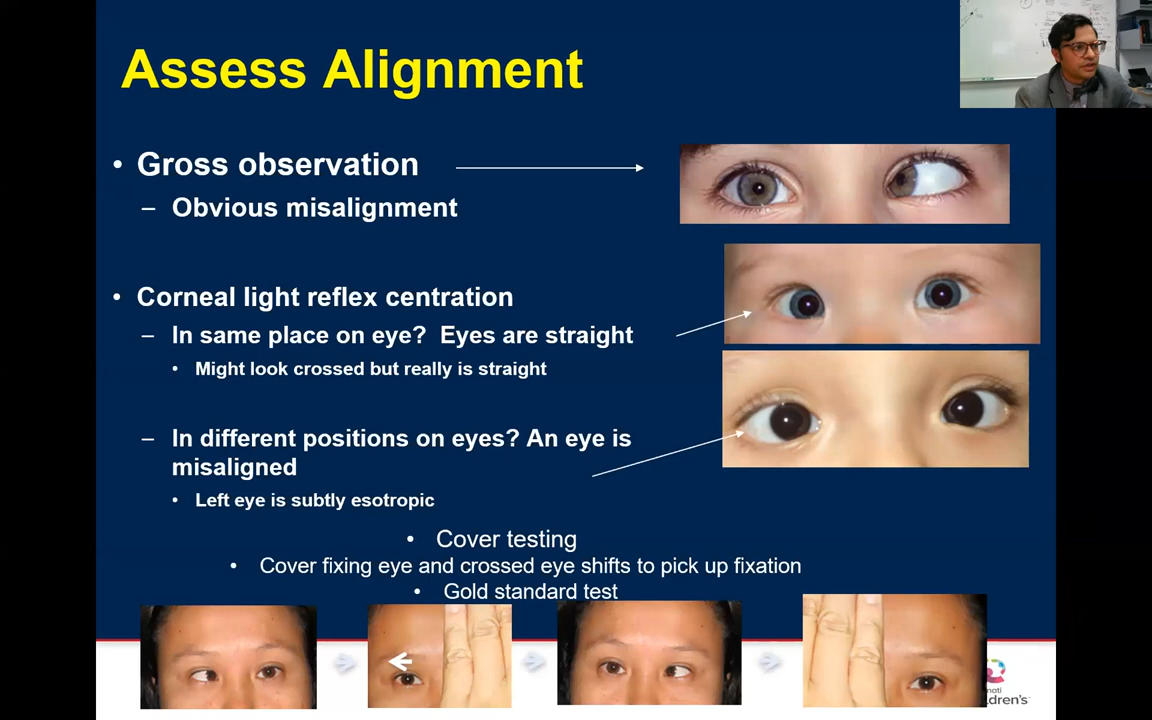 Assess Alignment
• Gross observation
– Obvious misalignment
• Corneal light reflex centration
– In same place on eye? Eyes are straight
• Might look crossed but really is straight
– In different positions on eyes? An eye is
misaligned
• Left eye is subtly esotropic
• Cover testing
• Cover fixing eye and crossed eye shifts to pick up fixation
• Gold standard test
nati
ldren's